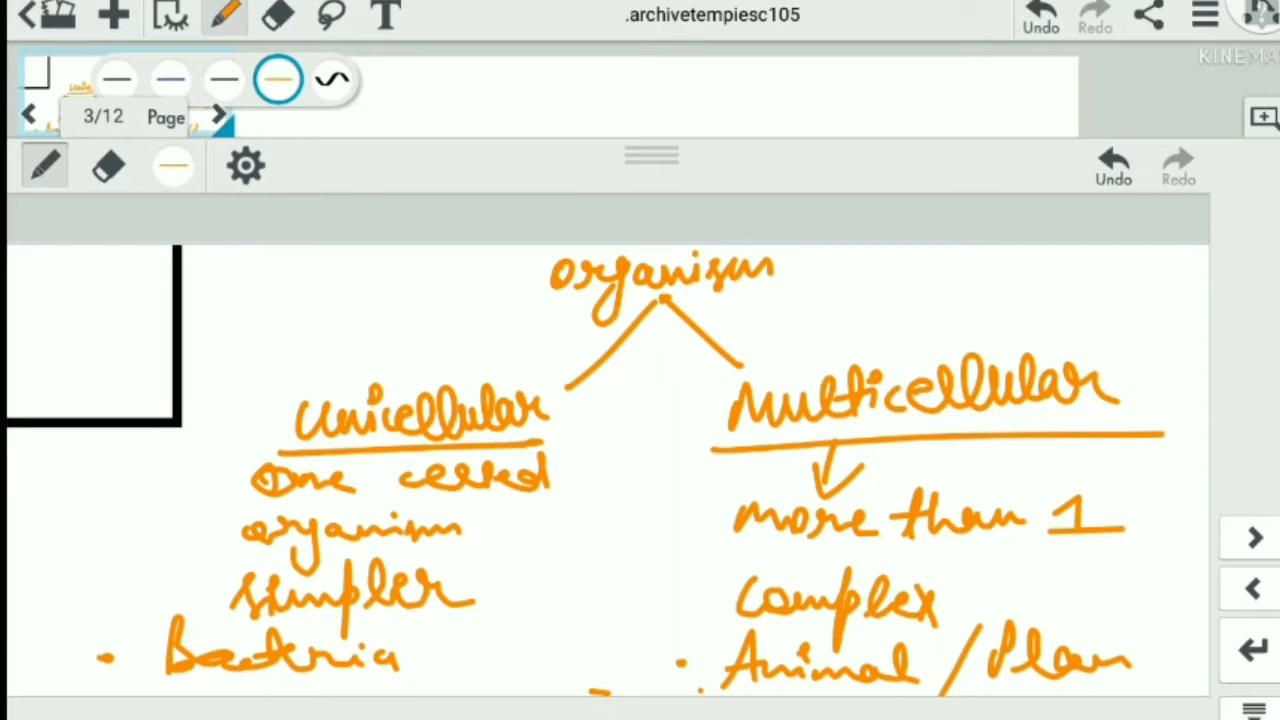 .archivetempiesc105
Undo Redo
KINEMA
3/12 Page
Undo Redo
organism
Unicellular Multicellular
One celled
organism
more than 1
simpler
complex
Bacteria
Animal / Plan